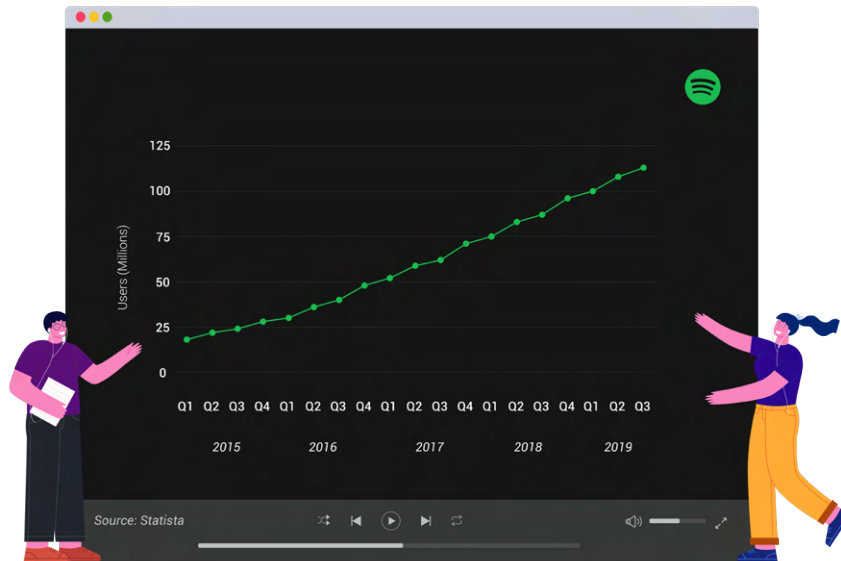 125
100
75
50
25
0
Users (Millions)
Q1 Q2 Q3 Q4 Q1 Q2 Q3 Q4 Q1 Q2 Q3 Q4 Q1 Q2 Q3 Q4 Q1 Q2 Q3
2015 2016 2017 2018 2019
Source: Statista